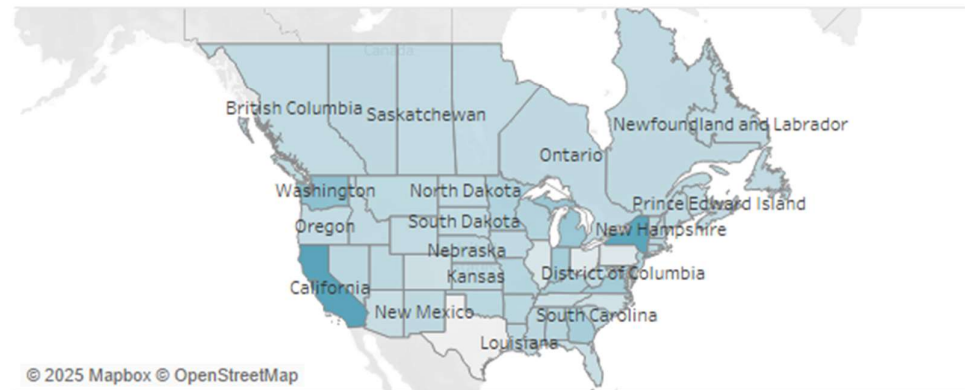 Canada
British Columbia
Saskatchewan
Newfoundland and Labrador
Ontario
Washington
North Dakota
Prince Edward Island
South Dakota
Oregon
New Hampshire
Nebraska
District of Columbia
Kansas
California
New Mexico
South Carolina
Louisiana
© 2025 Mapbox © OpenStreetMap